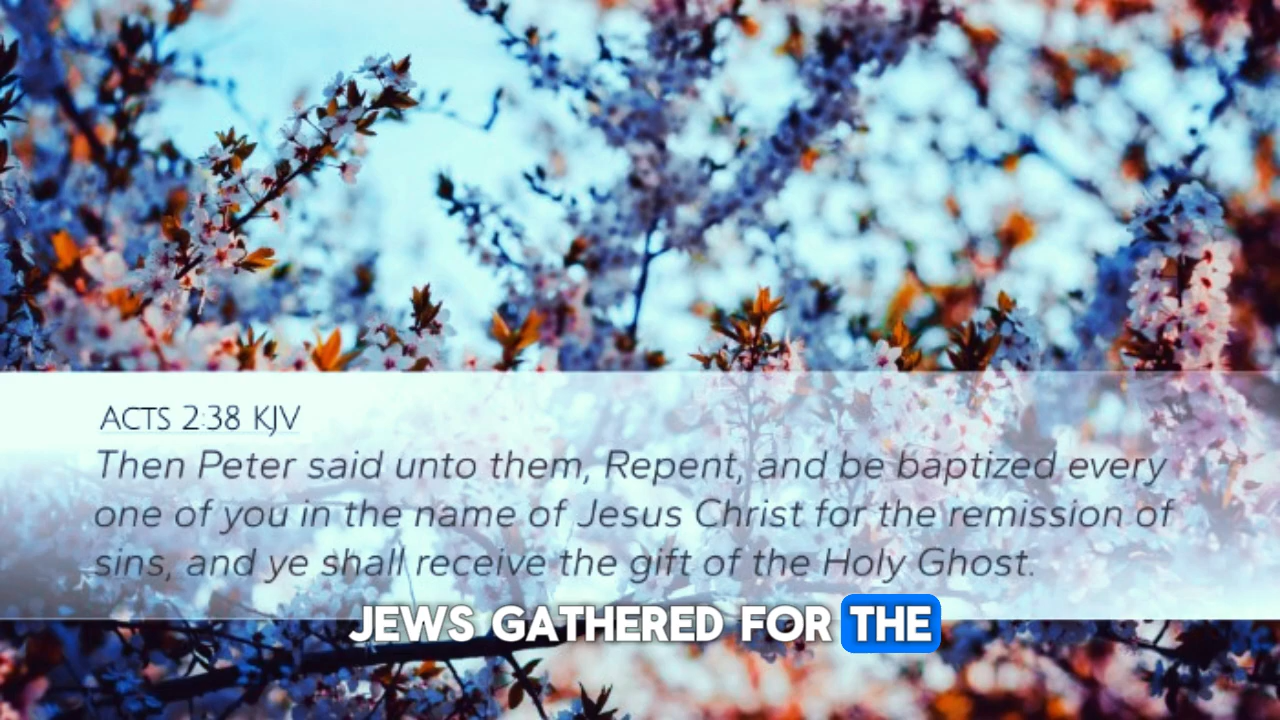 ACTS 2:38 KJV
Then Peter said unto them, Repent, and be baptized every
one of you in the name of Jesus Christ for the remission of
sins, and ye shall receive the gift of the Holy Ghost.
JEWS GATHERED FOR THE